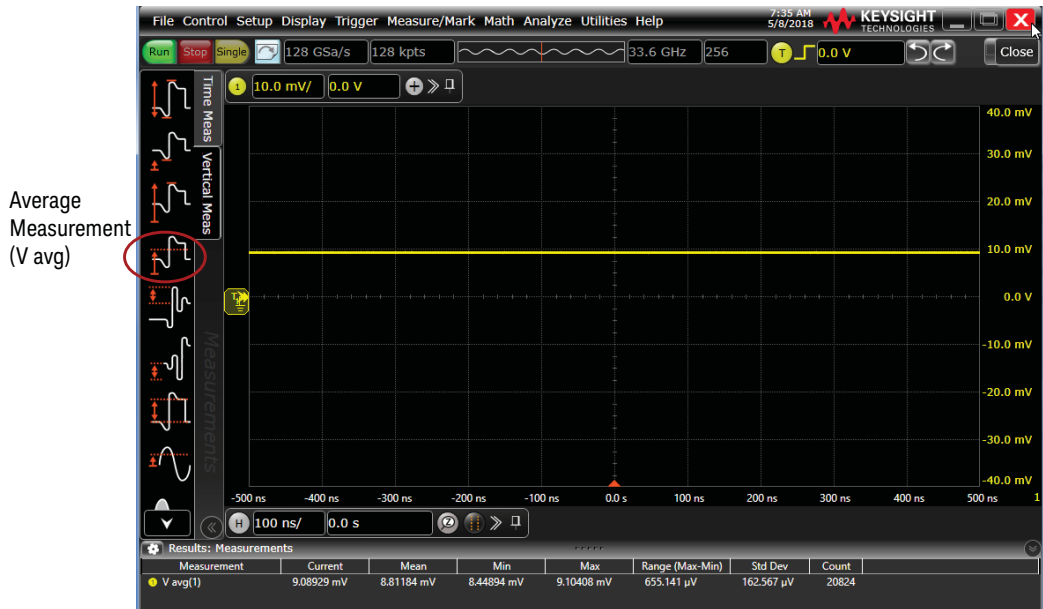 File Control Setup Display Trigger Measure/Mark Math Analyze Utilities Help
7:35 AM
5/8/2018
KEYSIGHT
TECHNOLOGIES
X
Run Stop Single 128 GSa/s 128 kpts 33.6 GHz 256 T 0.0 V Close
Time Meas
Vertical Meas
Measurements
1 10.0 mV/ 0.0 V
Average
Measurement
(V avg)
40.0 mV
30.0 mV
20.0 mV
10.0 mV
0.0 V
-10.0 mV
-20.0 mV
-30.0 mV
-40.0 mV
T
-500 ns -400 ns -300 ns -200 ns -100 ns 0.0 s 100 ns 200 ns 300 ns 400 ns 500 ns 1
H 100 ns/ 0.0 s Z
Results: Measurements
Measurement Current Mean Min Max Range (Max-Min) Std Dev Count
1 V avg(1) 9.08929 mV 8.81184 mV 8.44894 mV 9.10408 mV 655.141 µV 162.567 µV 20824